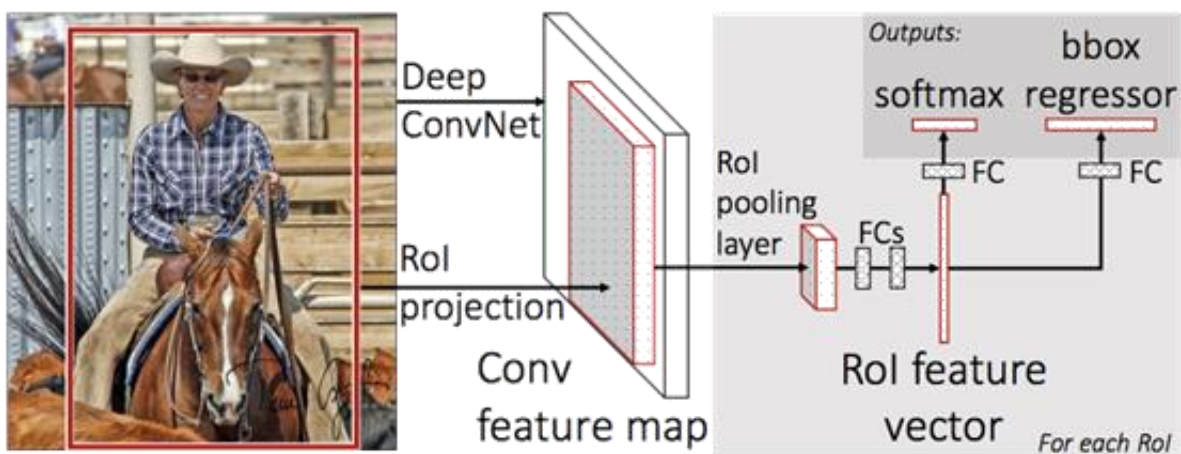 Deep
ConvNet
RoI
projection
Conv
feature map
RoI
pooling
layer
FCs
RoI feature
vector
For each RoI
Outputs:
softmax
bbox
regressor
FC
FC